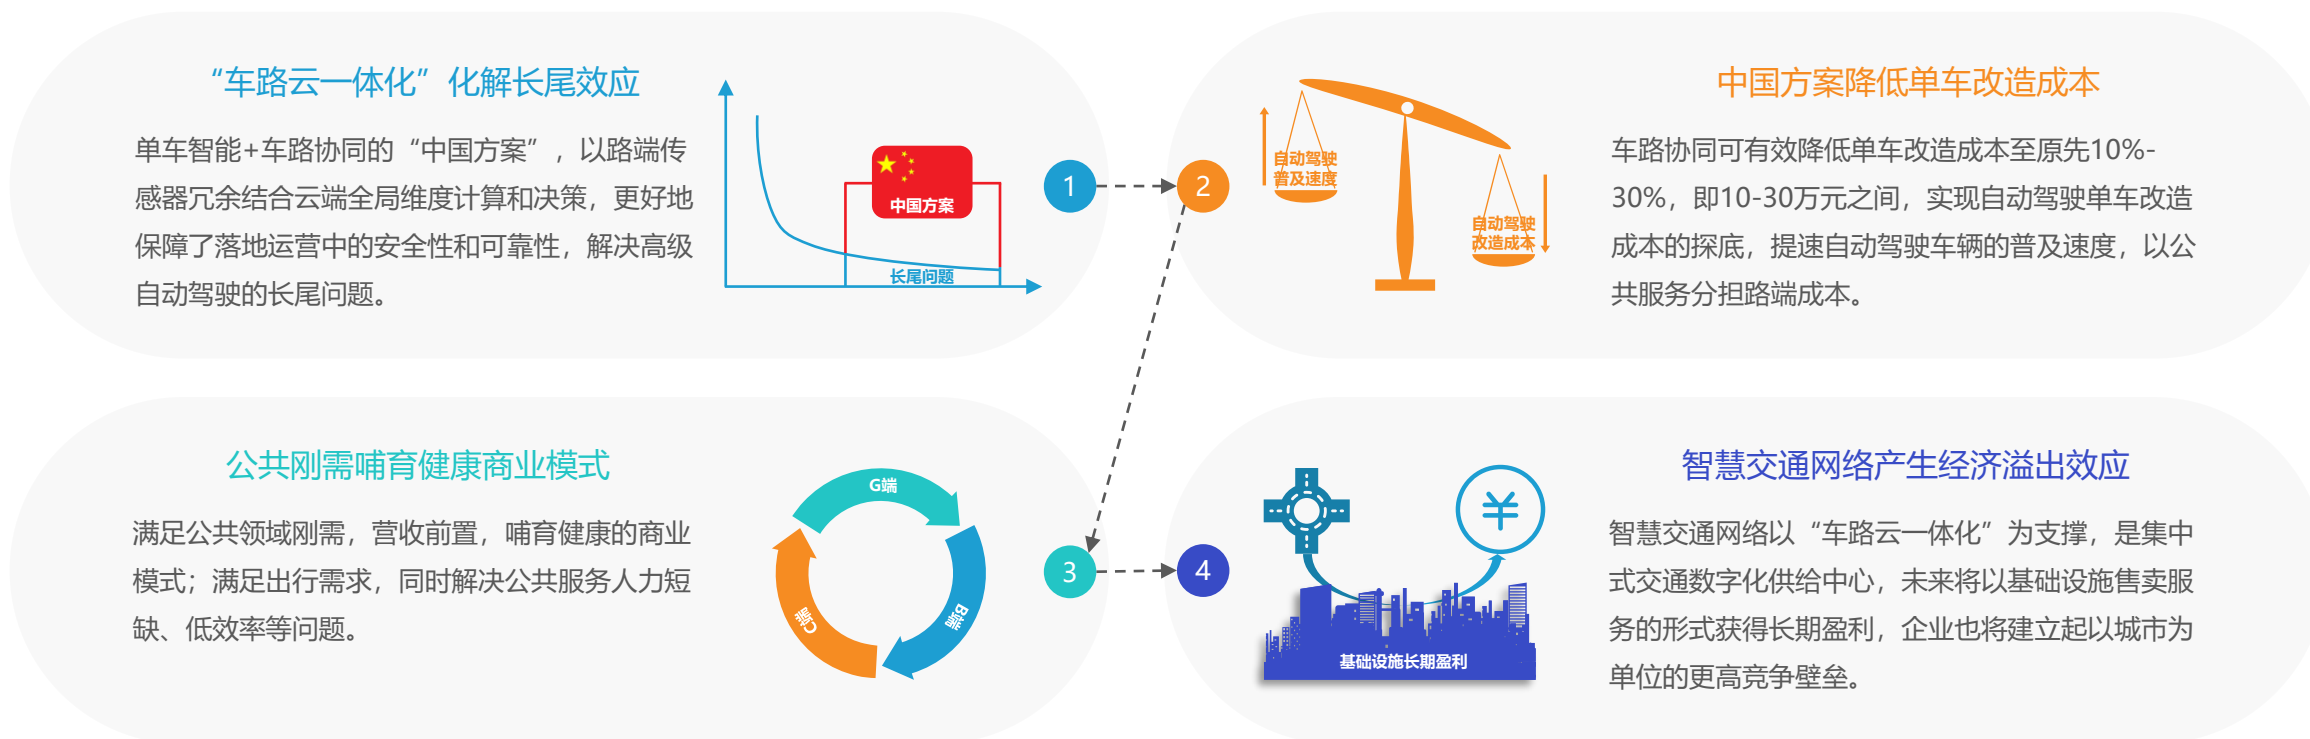 “车路云一体化”化解长尾效应
单车智能+车路协同的“中国方案”，以路端传
感器冗余结合云端全局维度计算和决策，更好地
保障了落地运营中的安全性和可靠性，解决高级
自动驾驶的长尾问题。
中国方案
长尾问题
1
2
自动驾驶
普及速度
自动驾驶
改造成本
中国方案降低单车改造成本
车路协同可有效降低单车改造成本至原先10%-
30%，即10-30万元之间，实现自动驾驶单车改造
成本的探底，提速自动驾驶车辆的普及速度，以公
共服务分担路端成本。
公共刚需哺育健康商业模式
满足公共领域刚需，营收前置，哺育健康的商业
模式；满足出行需求，同时解决公共服务人力短
缺、低效率等问题。
G端
B端
C端
3
4
¥
基础设施长期盈利
智慧交通网络产生经济溢出效应
智慧交通网络以“车路云一体化”为支撑，是集中
式交通数字化供给中心，未来将以基础设施售卖服
务的形式获得长期盈利，企业也将建立起以城市为
单位的更高竞争壁垒。